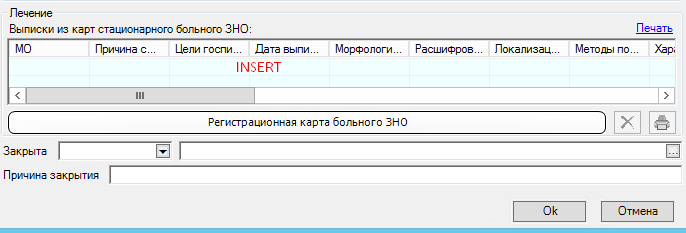 Лечение
Выписки из карт стационарного больного ЗНО: Печать
МО Причина с... Цели госпи... Дата выпи... Морфологи... Расшифров... Локализац... Методы по... Хара
INSERT
Регистрационная карта больного ЗНО
Закрыта ...
Причина закрытия
Ok Отмена